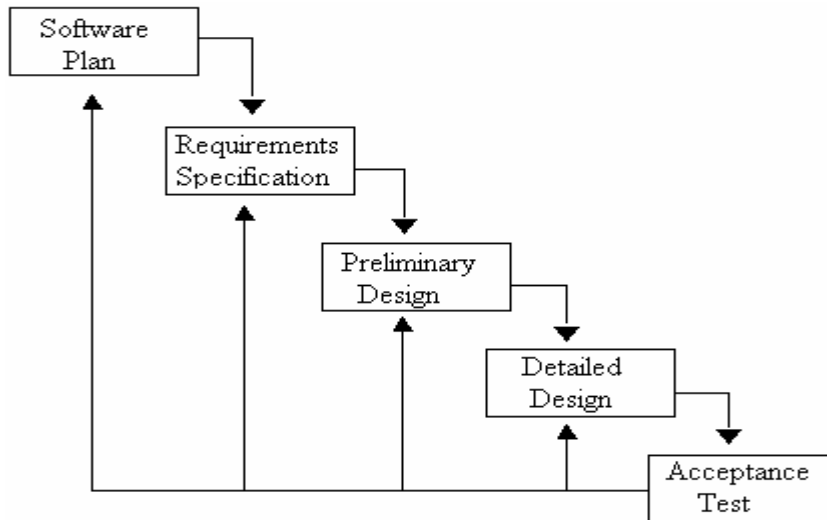 Software
Plan
Requirements
Specification
Preliminary
Design
Detailed
Design
Acceptance
Test